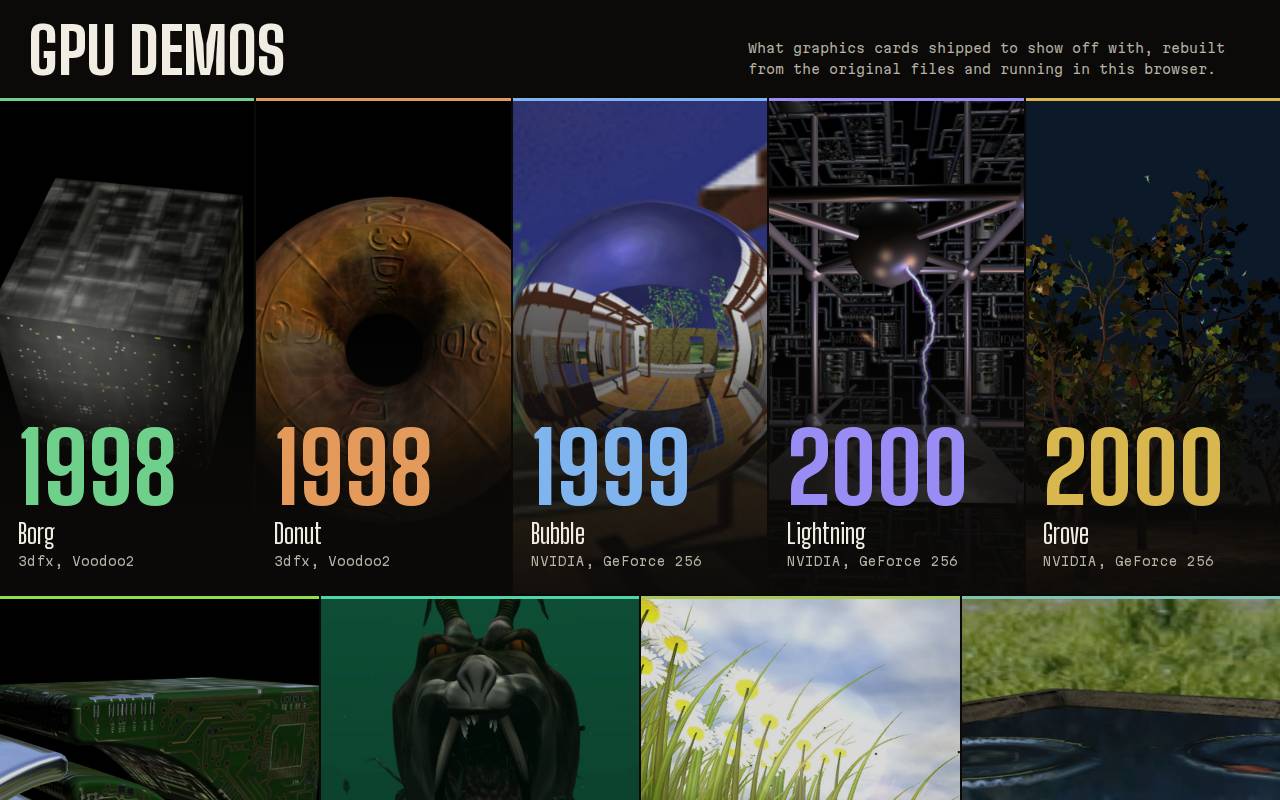 GPU DEMOS
What graphics cards shipped to show off with, rebuilt
from the original files and running in this browser.
1998
Borg
3dfx, Voodoo2
1998
Donut
3dfx, Voodoo2
1999
Bubble
NVIDIA, GeForce 256
2000
Lightning
NVIDIA, GeForce 256
2000
Grove
NVIDIA, GeForce 256